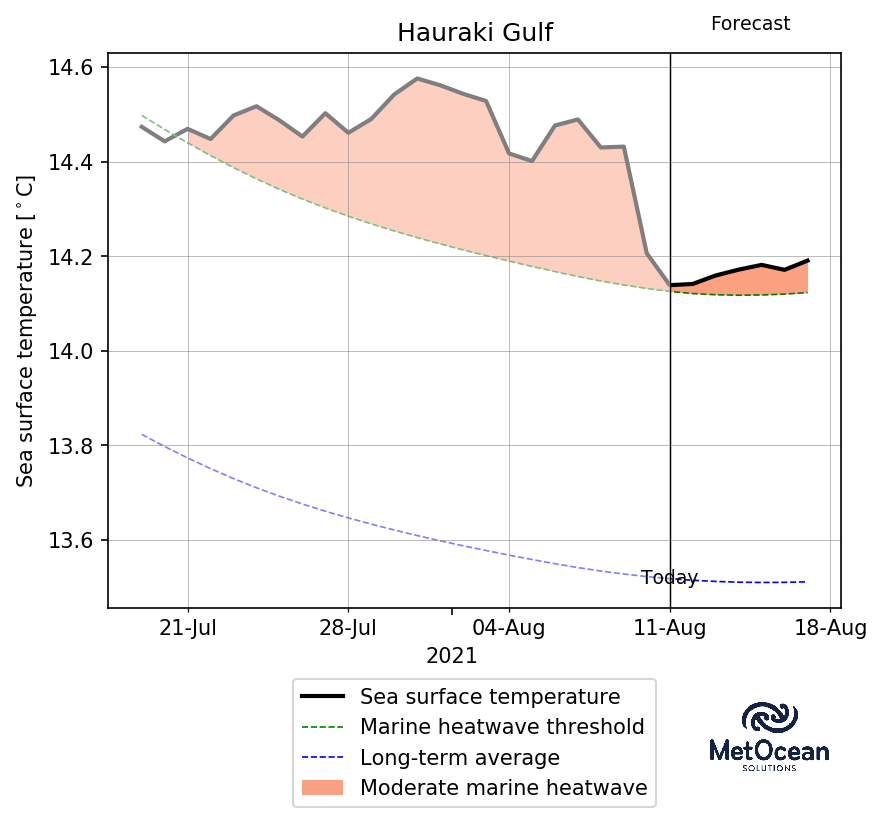 Forecast
Hauraki Gulf
Sea surface temperature [°C]
14.6
14.4
14.2
14.0
13.8
13.6
Today
21-Jul
28-Jul
04-Aug
11-Aug
18-Aug
2021
Sea surface temperature
Marine heatwave threshold
Long-term average
Moderate marine heatwave
MetOcean
SOLUTIONS